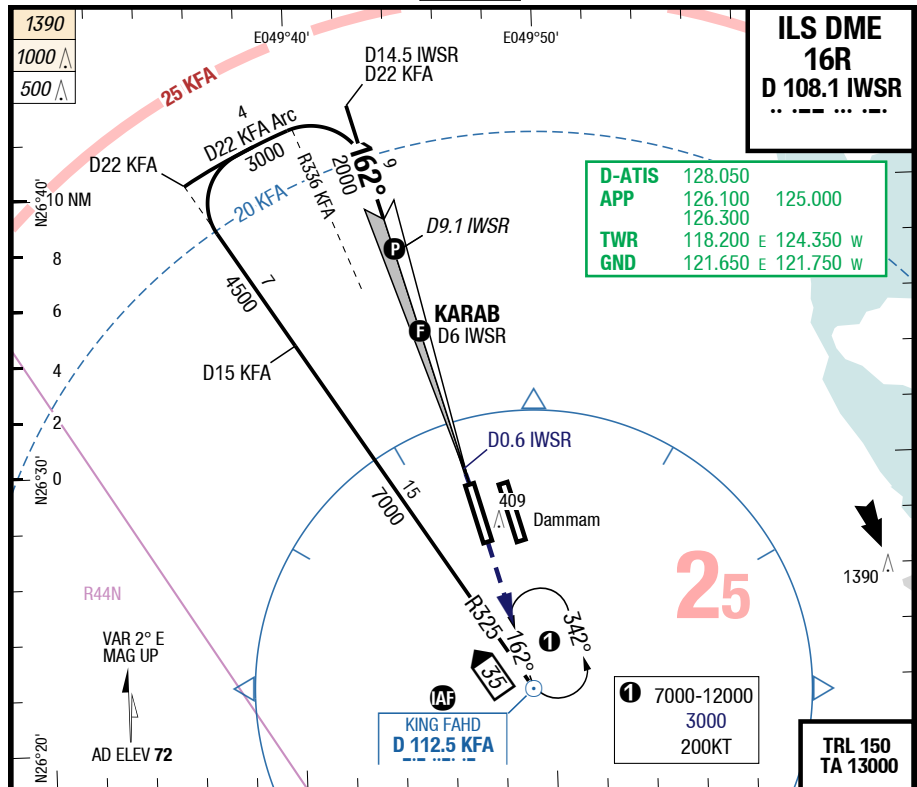 1390
1000
500
E049°40'
E049°50'
ILS DME
16R
D 108.1 IWSR
25 KFA
D14.5 IWSR
D22 KFA
4
D22 KFA Arc
3000
D22 KFA
R336 KFA
162°
9
2000
N26°40'
10 NM
20 KFA
D9.1 IWSR
P
D-ATIS 128.050
APP 126.100 125.000
126.300
TWR 118.200 E 124.350 W
GND 121.650 E 121.750 W
8
7
4500
6
KARAB
F
D6 IWSR
4
D15 KFA
2
D0.6 IWSR
N26°30'
0
15
7000
409
Dammam
1390
25
R44N
R325
162°
342°
1
VAR 2° E
MAG UP
35
IAF
KING FAHD
D 112.5 KFA
1 7000-12000
3000
200KT
AD ELEV 72
N26°20'
TRL 150
TA 13000